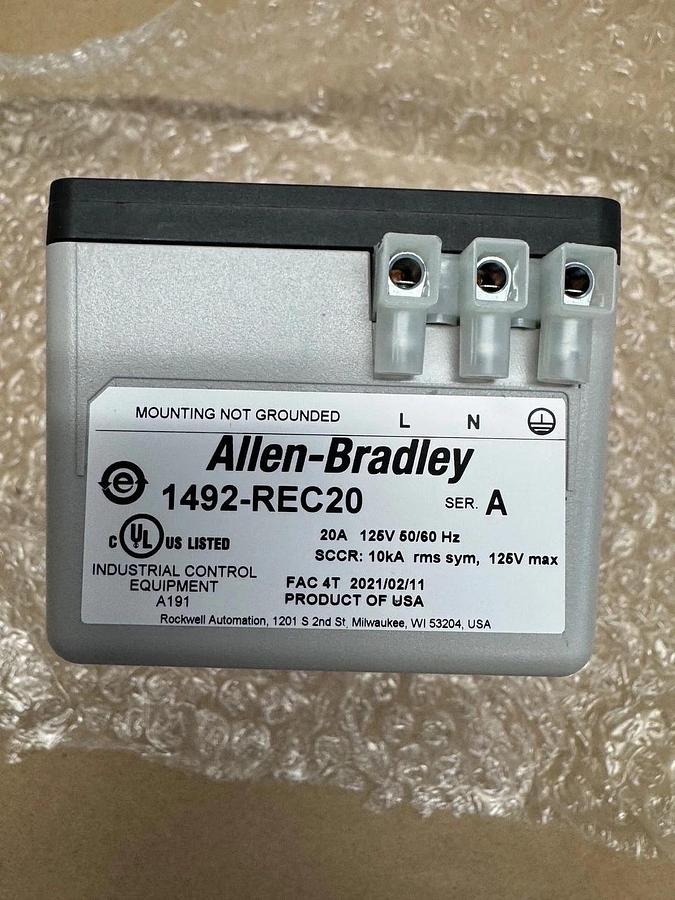 MOUNTING NOT GROUNDED L N
Allen-Bradley
e 1492-REC20 SER. A
c UL US LISTED 20A 125V 50/60 Hz
SCCR: 10kA rms sym, 125V max
INDUSTRIAL CONTROL
EQUIPMENT
A191
FAC 4T 2021/02/11
PRODUCT OF USA
Rockwell Automation, 1201 S 2nd St, Milwaukee, WI 53204, USA